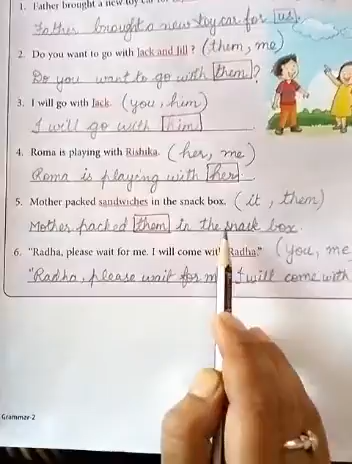 1. Father brought a new toy car for
Father brought a new toy car for us.
2. Do you want to go with Jack and Jill? (them, me)
Do you want to go with them?
3. I will go with Jack. (you, him)
I will go with him.
4. Roma is playing with Rishika. (her, me)
Roma is playing with her.
5. Mother packed sandwiches in the snack box. (it, them)
Mother packed them in the snack box.
6. "Radha, please wait for me. I will come with Radha." (you, me
"Radha, please wait for I will come with
Grammar-2